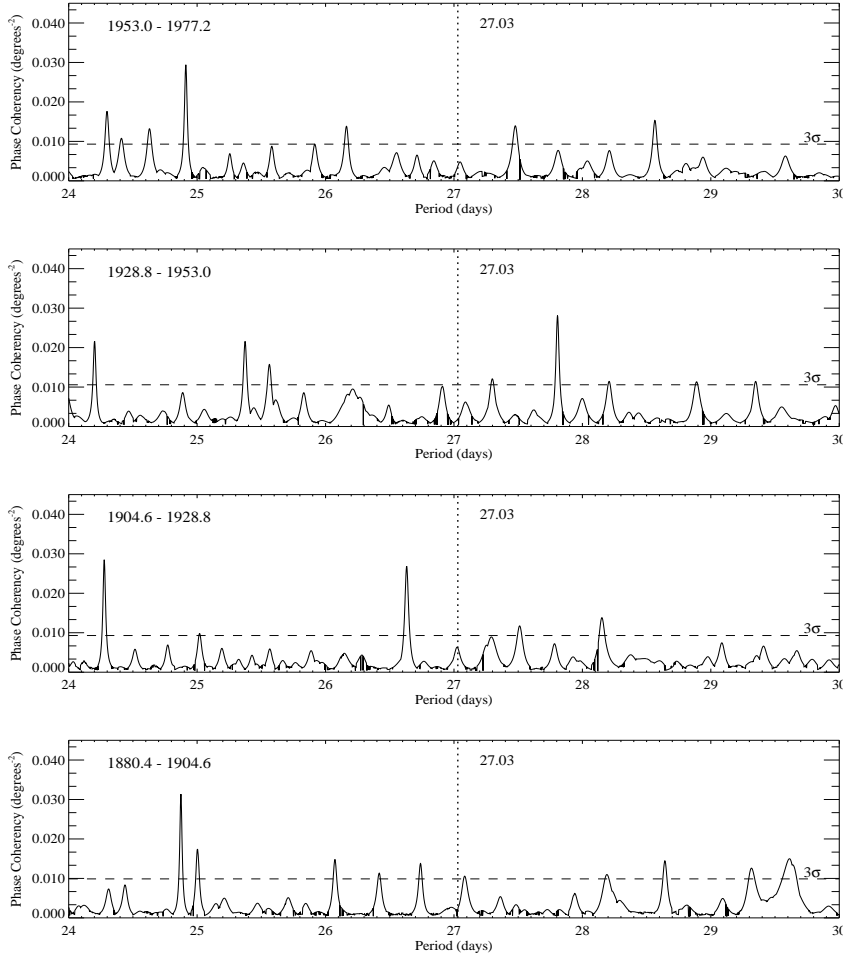 1953.0 - 1977.2
27.03
0.040
0.030
0.020
0.010
0.000
3σ
Phase Coherency (degrees⁻²)
24 25 26 27 28 29 30
Period (days)
1928.8 - 1953.0
27.03
0.040
0.030
0.020
0.010
0.000
3σ
Phase Coherency (degrees⁻²)
24 25 26 27 28 29 30
Period (days)
1904.6 - 1928.8
27.03
0.040
0.030
0.020
0.010
0.000
3σ
Phase Coherency (degrees⁻²)
24 25 26 27 28 29 30
Period (days)
1880.4 - 1904.6
27.03
0.040
0.030
0.020
0.010
0.000
3σ
Phase Coherency (degrees⁻²)
24 25 26 27 28 29 30
Period (days)